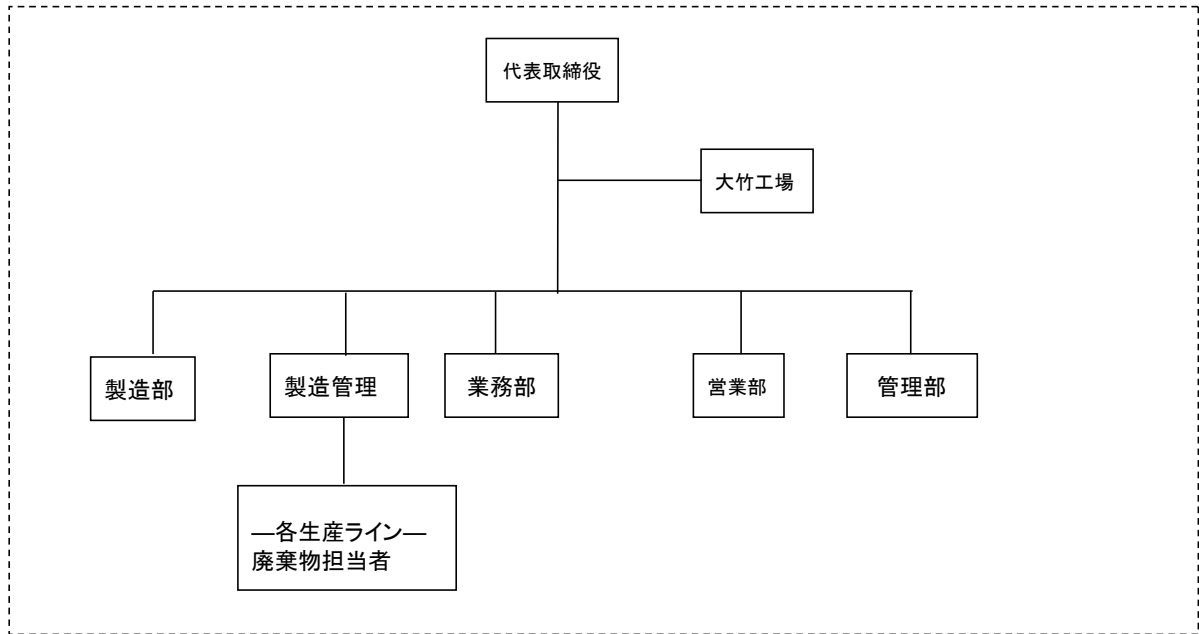 代表取締役
大竹工場
製造部
製造管理
業務部
営業部
管理部
―各生産ライン―
廃棄物担当者